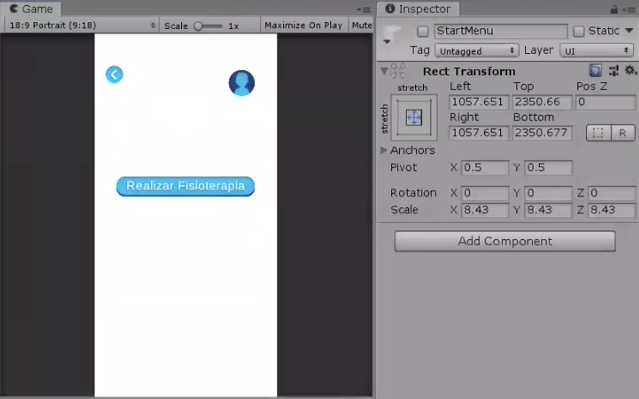 Game
18:9 Portrait (9:18)
Scale
1x
Maximize On Play
Mute
Realizar Fisioterapia
Inspector
StartMenu
Static
Tag
Untagged
Layer
UI
Rect Transform
stretch
stretch
Left
Top
Pos Z
1057.651
2350.66
0
Right
Bottom
1057.651
2350.677
R
Anchors
Pivot
X 0.5
Y 0.5
Rotation
X 0
Y 0
Z 0
Scale
X 8.43
Y 8.43
Z 8.43
Add Component